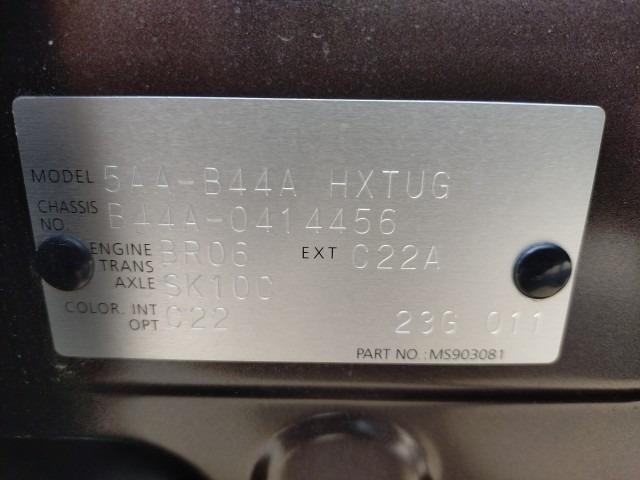 MODEL 5AA-B44A HXTUG
CHASSIS NO. B44A-0414456
ENGINE BR06 EXT C22A
TRANS AXLE SK10C
COLOR. INT C22
OPT 23G 011
PART NO.:MS903081